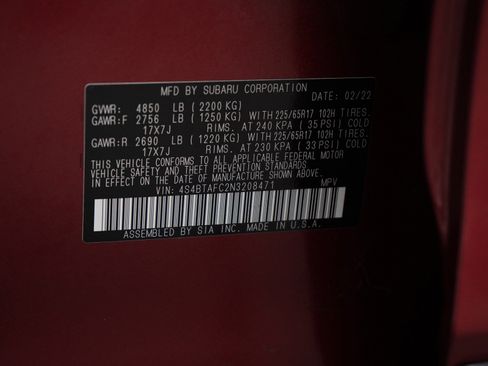 MFD BY SUBARU CORPORATION
DATE: 02/22
GVWR: 4850 LB (2200 KG)
GAWR:F 2756 LB (1250 KG) WITH 225/65R17 102H TIRES.
17X7J RIMS. AT 240 KPA (35 PSI) COLD
GAWR:R 2690 LB (1220 KG) WITH 225/65R17 102H TIRES.
17X7J RIMS. AT 230 KPA (33 PSI) COLD
THIS VEHICLE CONFORMS TO ALL APPLICABLE FEDERAL MOTOR
VEHICLE SAFETY AND THEFT PREVENTION STANDARDS
IN EFFECT ON THE DATE OF MANUFACTURE SHOWN ABOVE.
VIN: 4S4BTAFC2N3208471 MPV
ASSEMBLED BY SIA INC. MADE IN U.S.A.